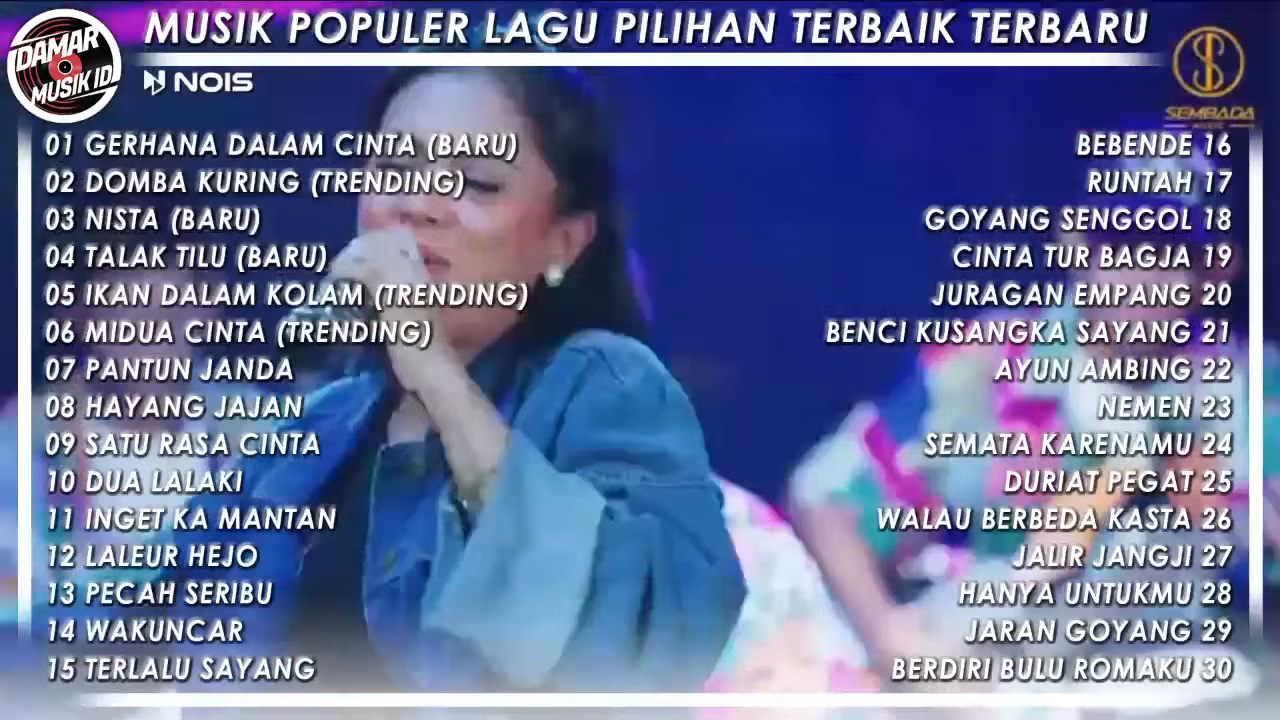 MUSIK POPULER LAGU PILIHAN TERBAIK TERBARU
DAMAR
MUSIK ID
NOIS
SEMBADA
MUSIC
01 GERHANA DALAM CINTA (BARU)
02 DOMBA KURING (TRENDING)
03 NISTA (BARU)
04 TALAK TILU (BARU)
05 IKAN DALAM KOLAM (TRENDING)
06 MIDUA CINTA (TRENDING)
07 PANTUN JANDA
08 HAYANG JAJAN
09 SATU RASA CINTA
10 DUA LALAKI
11 INGET KA MANTAN
12 LALEUR HEJO
13 PECAH SERIBU
14 WAKUNCAR
15 TERLALU SAYANG
BEBENDE 16
RUNTAH 17
GOYANG SENGGOL 18
CINTA TUR BAGJA 19
JURAGAN EMPANG 20
BENCI KUSANGKA SAYANG 21
AYUN AMBING 22
NEMEN 23
SEMATA KARENAMU 24
DURIAT PEGAT 25
WALAU BERBEDA KASTA 26
JALIR JANGJI 27
HANYA UNTUKMU 28
JARAN GOYANG 29
BERDIRI BULU ROMAKU 30